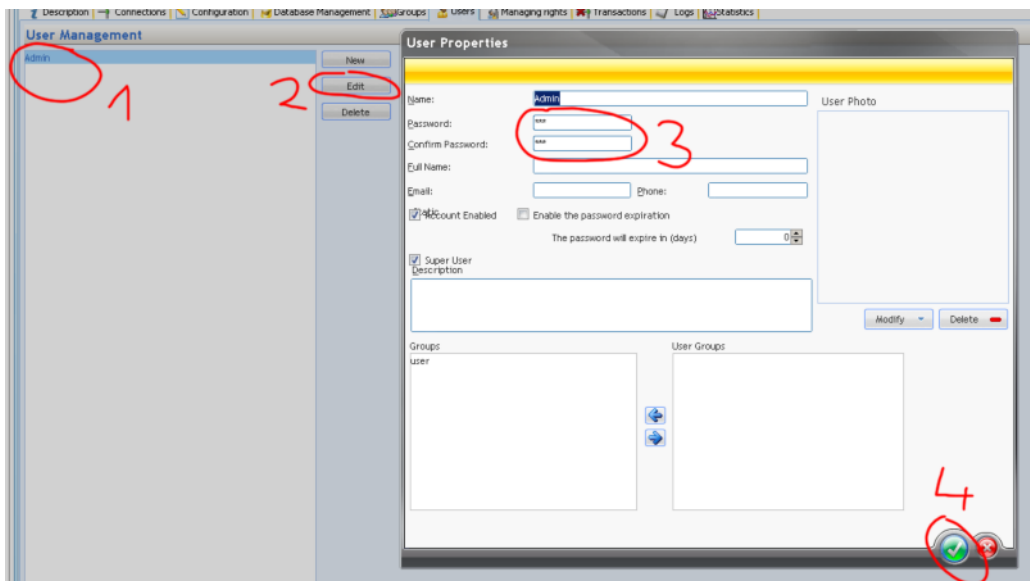 Description Connections Configuration Database Management Groups Users Managing rights Transactions Logs Statistics
User Management
Admin
1
New
2
Edit
Delete
User Properties
Name: Admin
User Photo
Password: ***
Confirm Password: ***
3
Full Name:
Email: Phone:
Static
Account Enabled Enable the password expiration
The password will expire in (days) 0
Super User
Description
Modify Delete
Groups User Groups
user
4